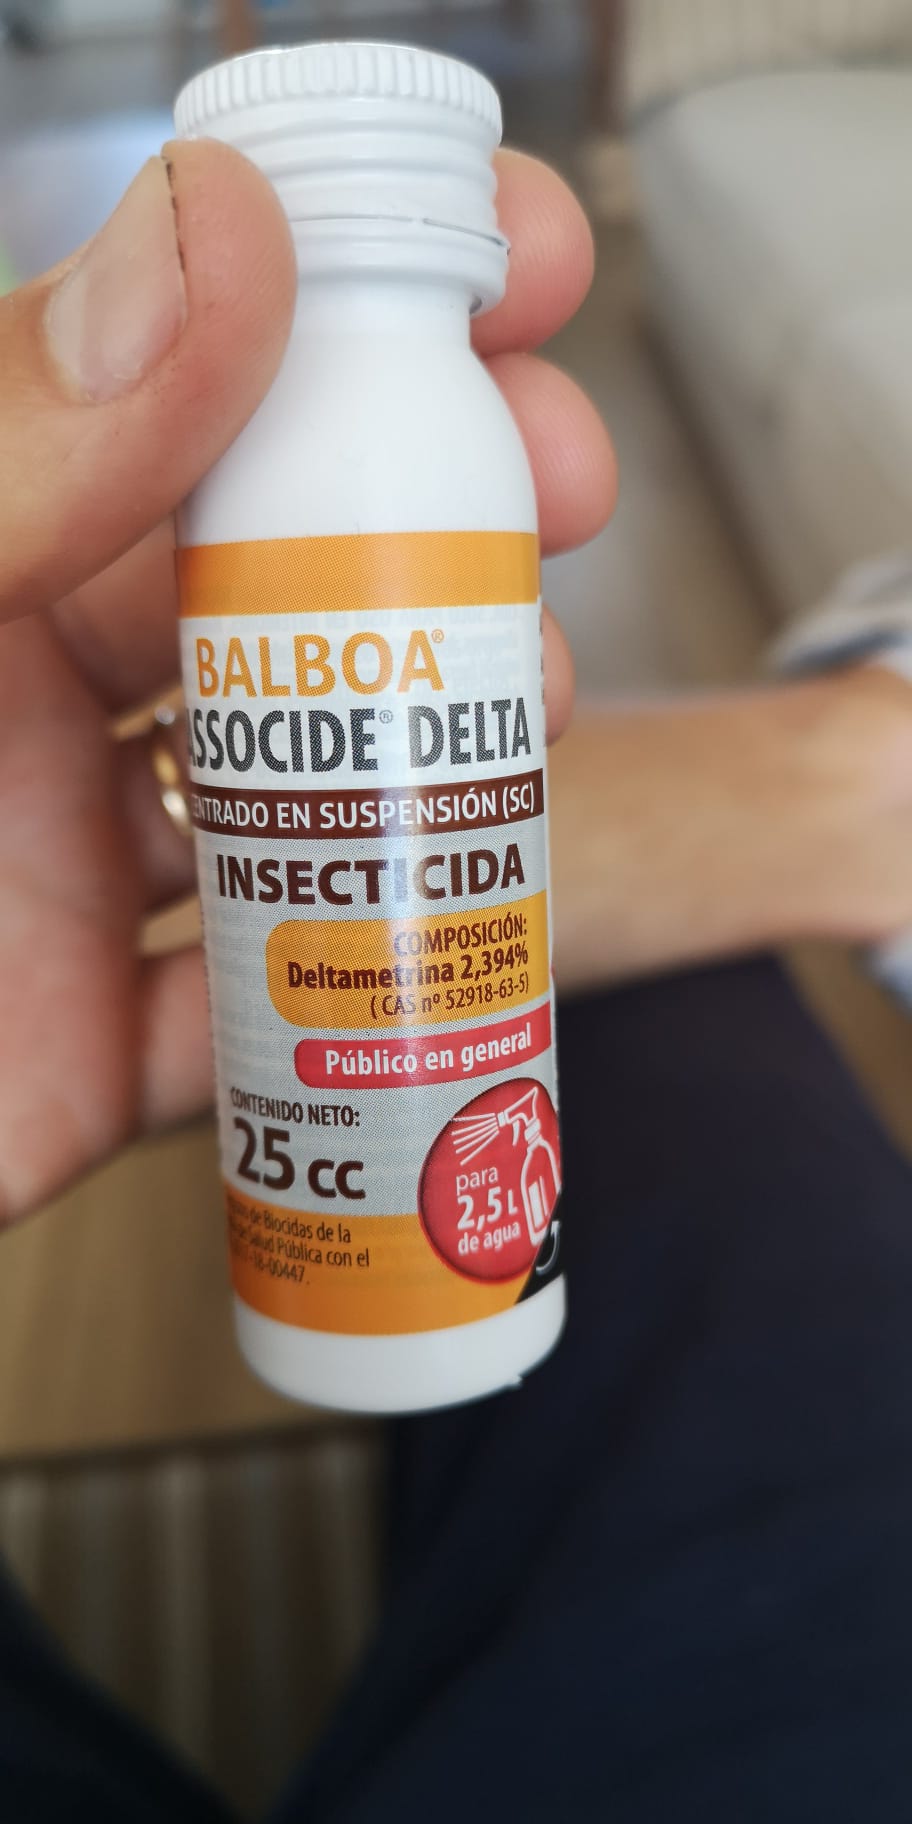 BALBOA®
ASSOCIDE® DELTA
ENTRADO EN SUSPENSIÓN (SC)
INSECTICIDA
COMPOSICIÓN:
Deltametrina 2,394%
( CAS nº 52918-63-5)
Público en general
CONTENIDO NETO:
25 cc
para
2,5 L
de agua
de Biocidas de la
Salud Pública con el
-18-00447.